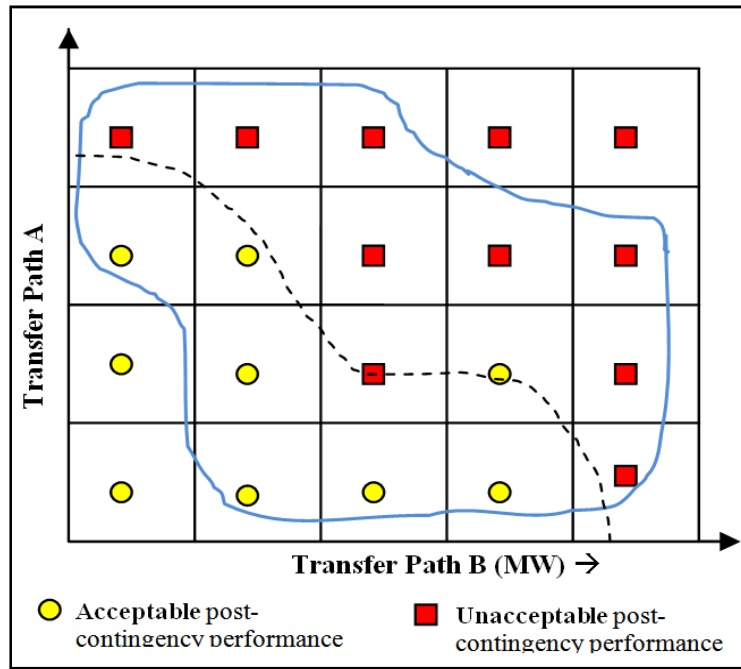 Transfer Path A
Transfer Path B (MW) →
Acceptable post-
contingency performance
Unacceptable post-
contingency performance